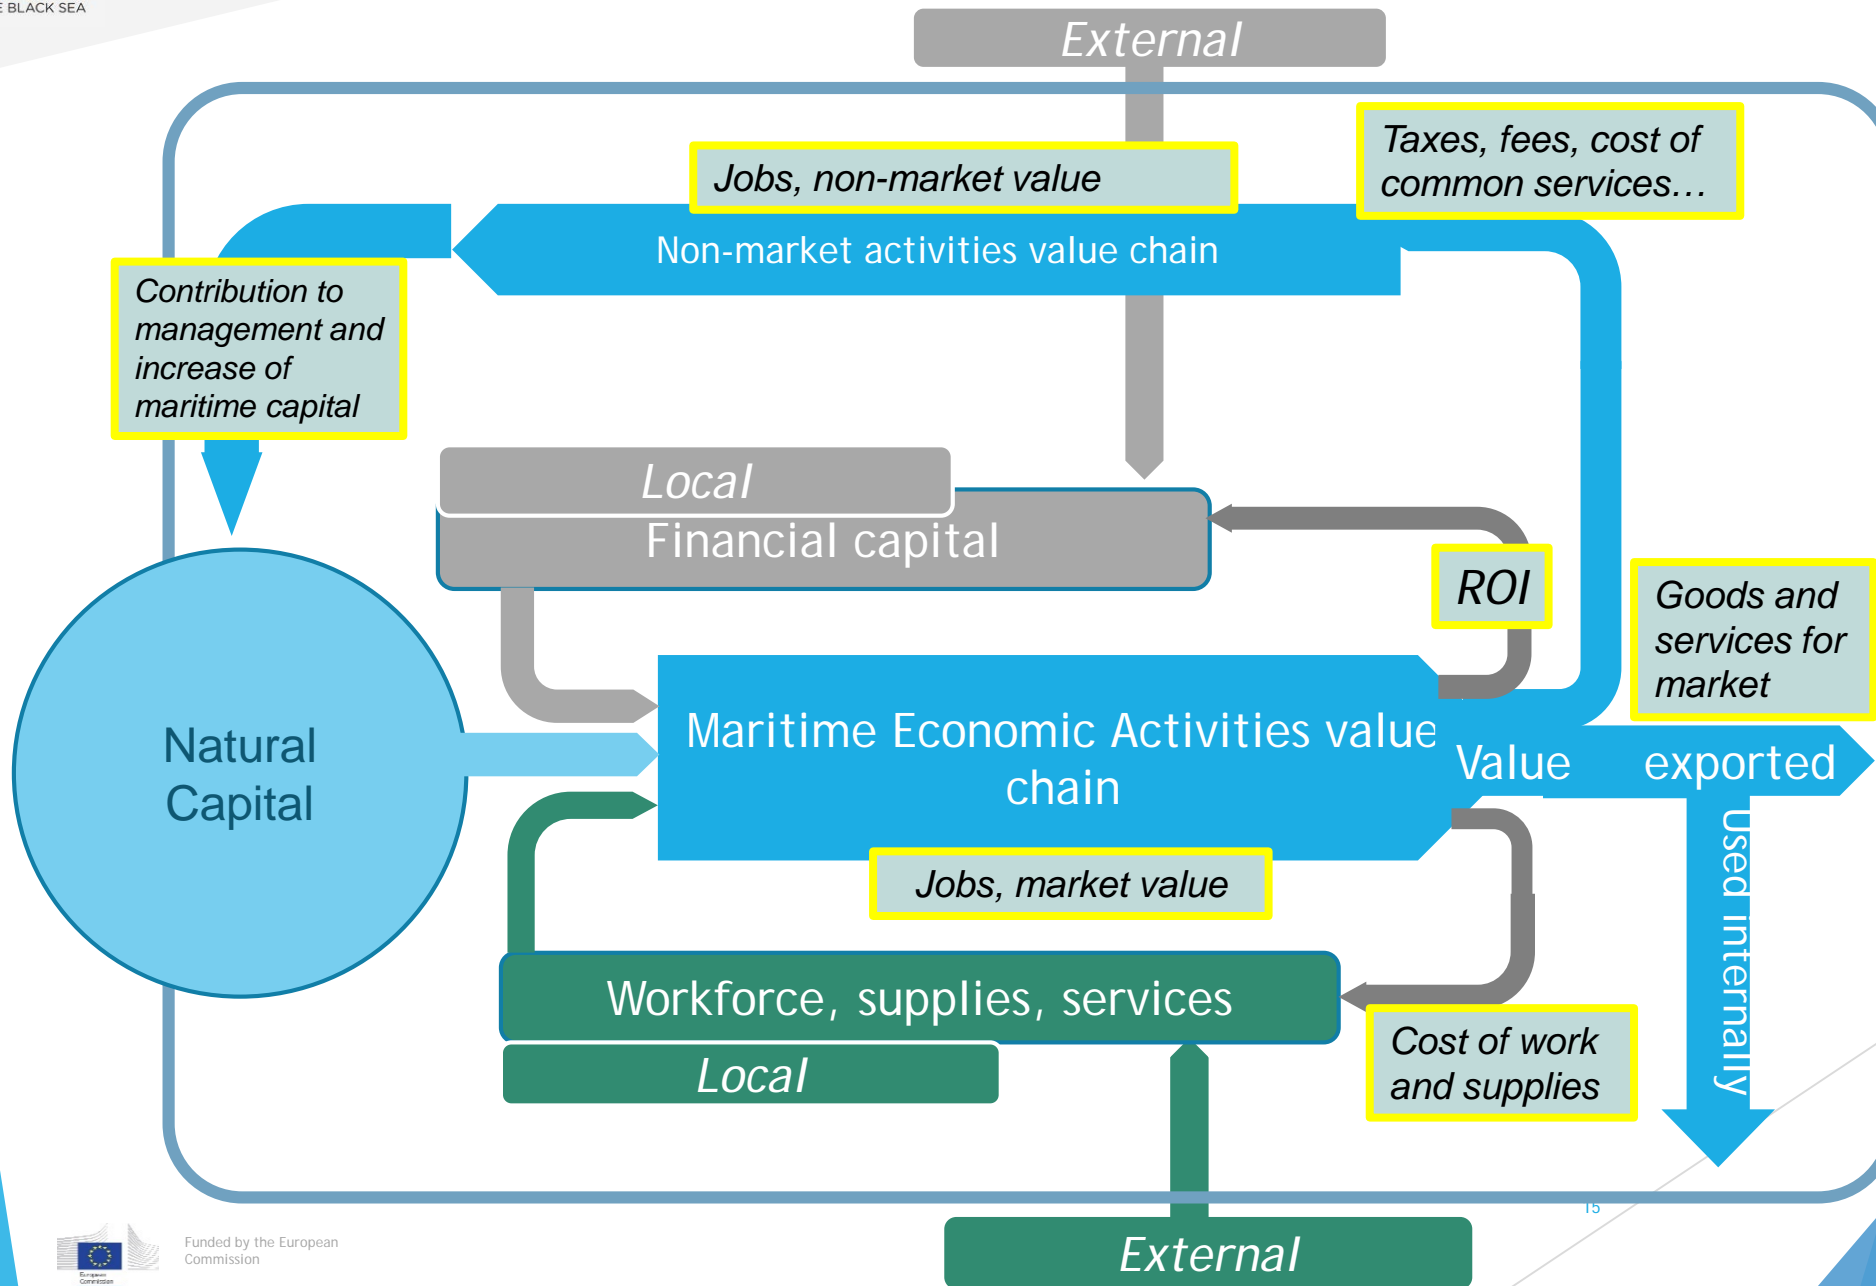 E BLACK SEA
External
Taxes, fees, cost of
common services…
Jobs, non-market value
Non-market activities value chain
Contribution to
management and
increase of
maritime capital
Local
Financial capital
ROI
Goods and
services for
market
Natural
Capital
Maritime Economic Activities value
chain
Value exported
Used internally
Jobs, market value
Workforce, supplies, services
Local
Cost of work
and supplies
15
External
Funded by the European
Commission
European
Commission